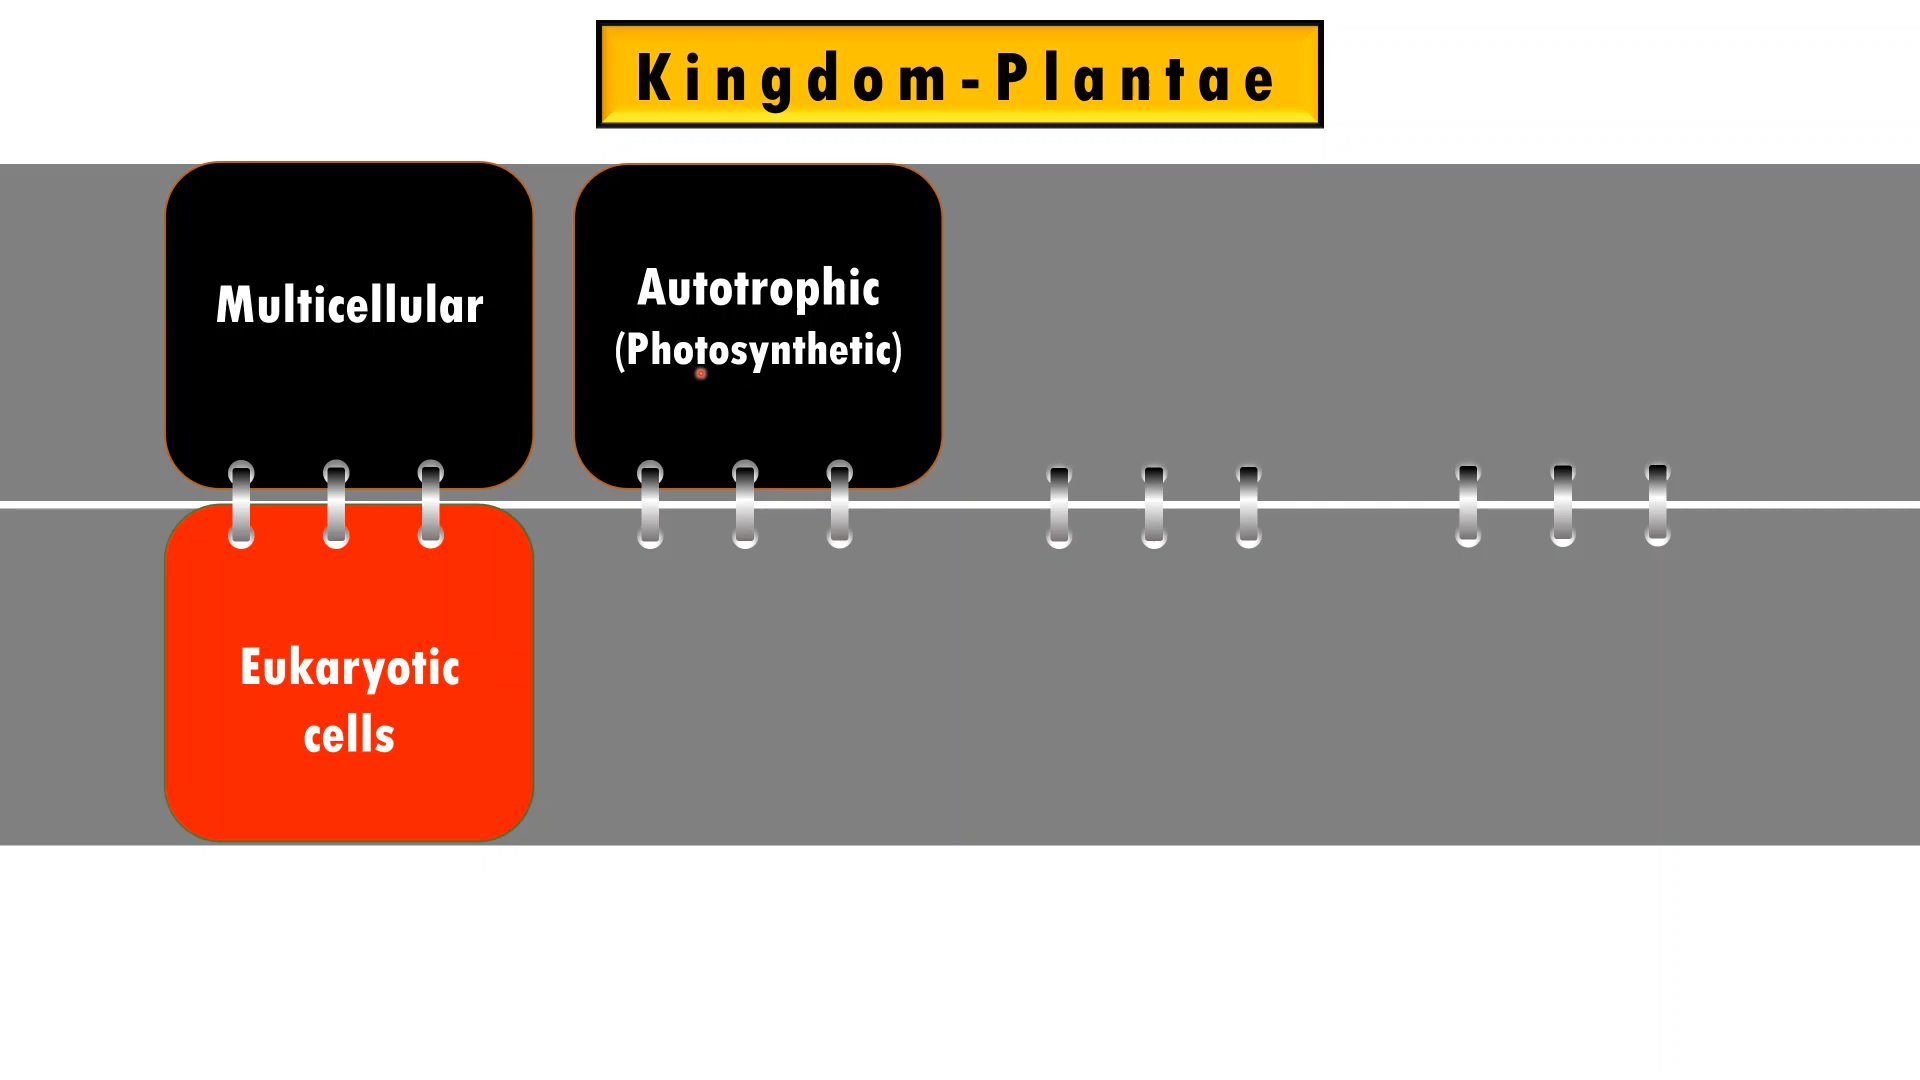 Kingdom-Plantae
Multicellular
Autotrophic
(Photosynthetic)
Eukaryotic
cells